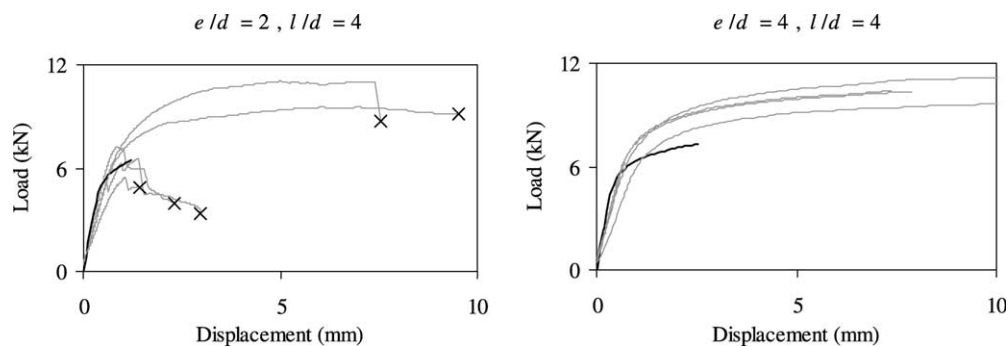 e/d = 2 , l/d = 4
12
6
0
0
5
10
Load (kN)
Displacement (mm)
e/d = 4 , l/d = 4
12
6
0
0
5
10
Load (kN)
Displacement (mm)